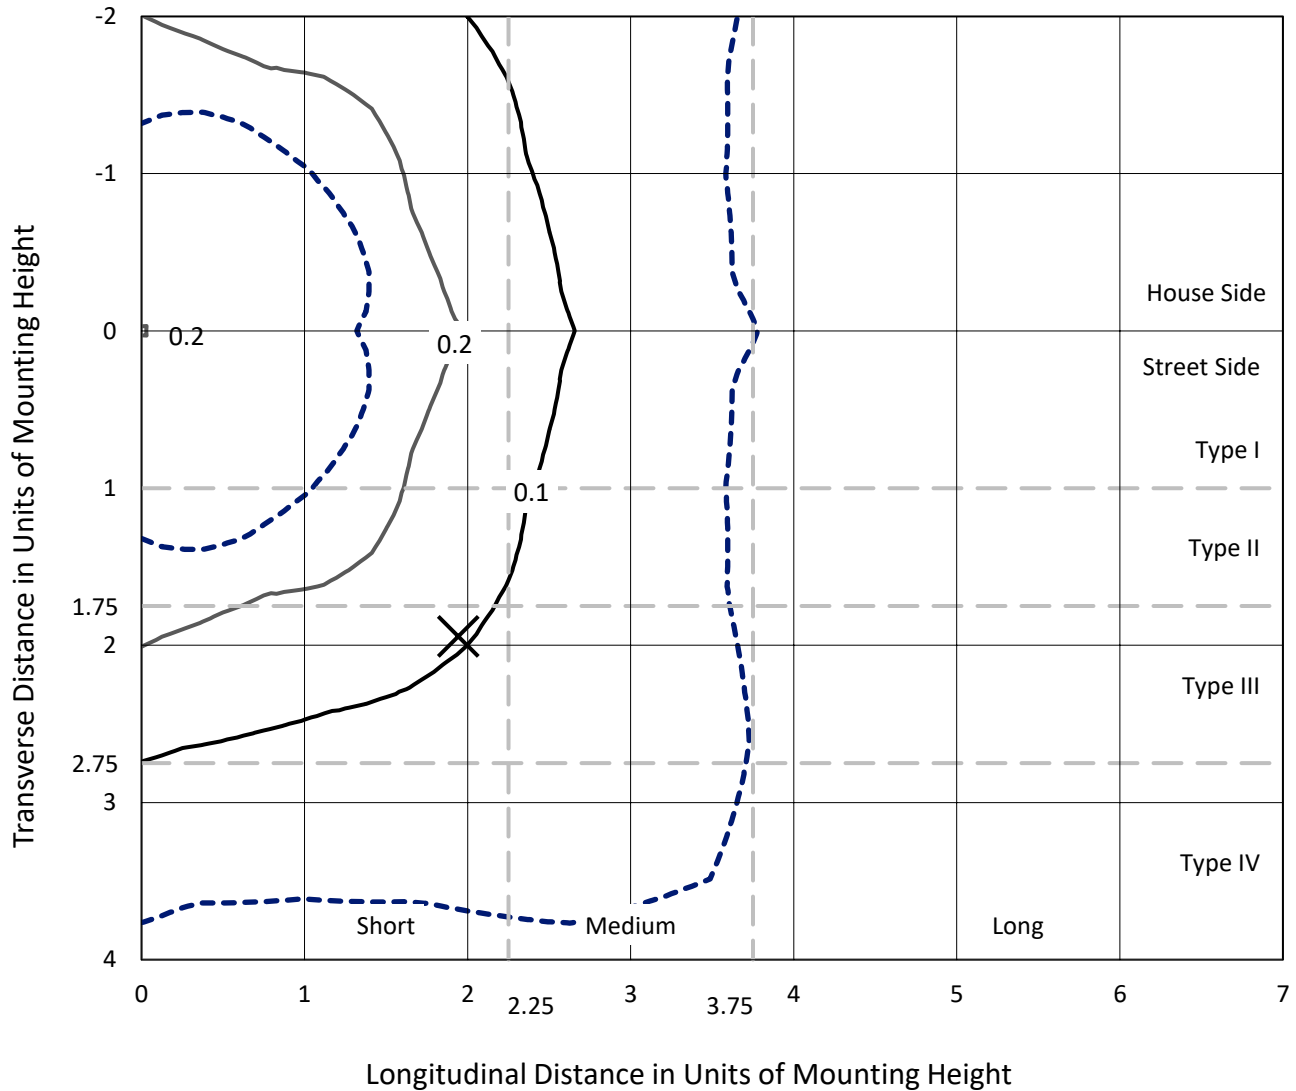 -2
-1
House Side
0
0.2
0.2
Street Side
Type I
1
0.1
Type II
1.75
2
Type III
2.75
3
Type IV
Short
Medium
Long
4
0
1
2
2.25
3
3.75
4
5
6
7
Transverse Distance in Units of Mounting Height
Longitudinal Distance in Units of Mounting Height